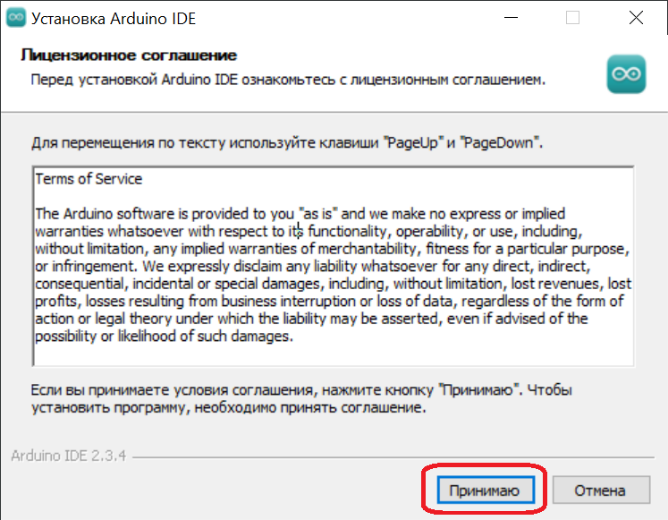 Установка Arduino IDE
Лицензионное соглашение
Перед установкой Arduino IDE ознакомьтесь с лицензионным соглашением.
Для перемещения по тексту используйте клавиши "PageUp" и "PageDown".
Terms of Service
The Arduino software is provided to you "as is" and we make no express or implied
warranties whatsoever with respect to its functionality, operability, or use, including,
without limitation, any implied warranties of merchantability, fitness for a particular purpose,
or infringement. We expressly disclaim any liability whatsoever for any direct, indirect,
consequential, incidental or special damages, including, without limitation, lost revenues, lost
profits, losses resulting from business interruption or loss of data, regardless of the form of
action or legal theory under which the liability may be asserted, even if advised of the
possibility or likelihood of such damages.
Если вы принимаете условия соглашения, нажмите кнопку "Принимаю". Чтобы
установить программу, необходимо принять соглашение.
Arduino IDE 2.3.4
Принимаю
Отмена